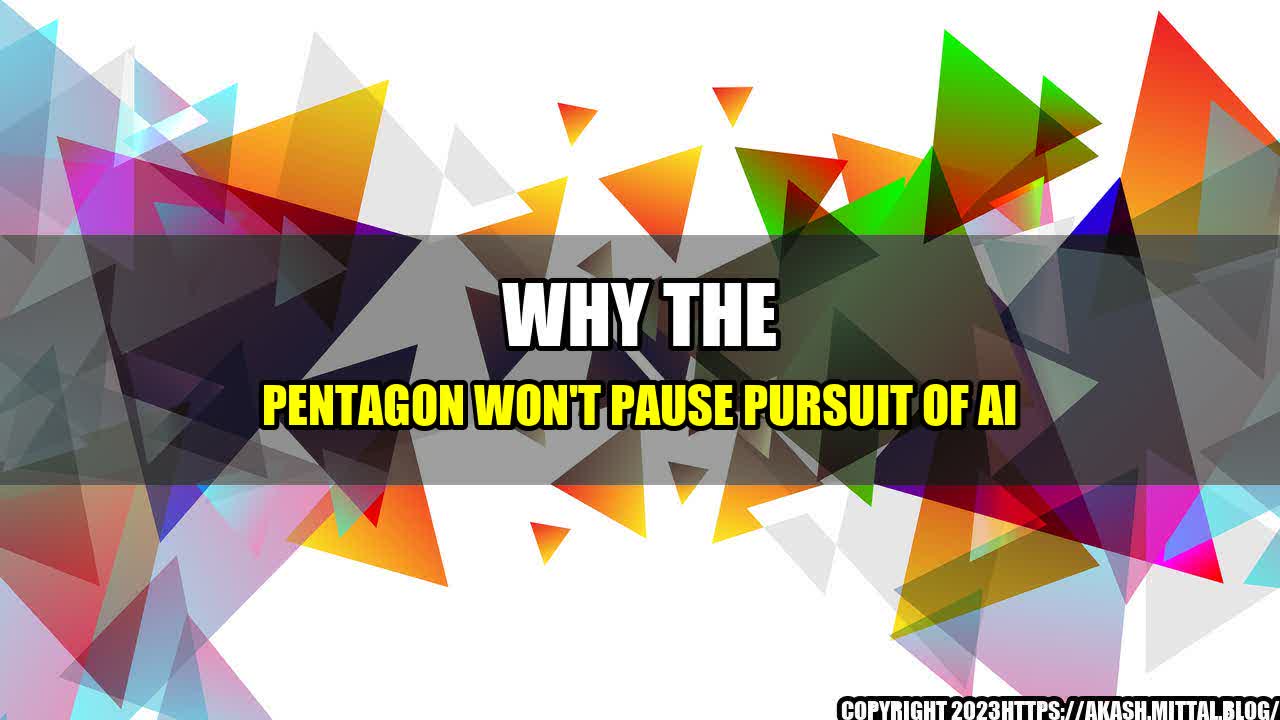 WHY THE
PENTAGON WON'T PAUSE PURSUIT OF AI
COPYRIGHT 2023HTTPS://AKASH.MITTAL.BLOG/